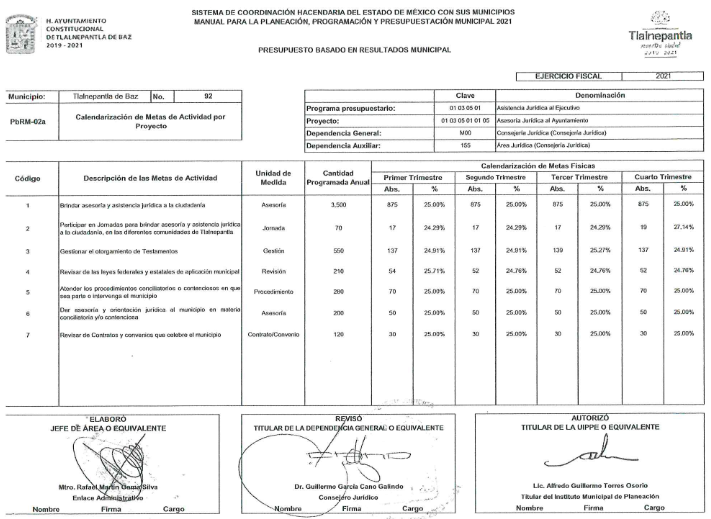 SISTEMA DE COORDINACIÓN HACENDARIA DEL ESTADO DE MÉXICO CON SUS MUNICIPIOS
MANUAL PARA LA PLANEACIÓN, PROGRAMACIÓN Y PRESUPUESTACIÓN MUNICIPAL 2021
H. AYUNTAMIENTO
CONSTITUCIONAL
DE TLALNEPANTLA DE BAZ
2019 - 2021
Tlalnepantla
2019 2021
PRESUPUESTO BASADO EN RESULTADOS MUNICIPAL
EJERCICIO FISCAL 2021
Municipio: Tlalnepantla de Baz No. 92
PbRM-02a Calendarización de Metas de Actividad por
Proyecto
Clave Denominación
Programa presupuestario: 01 03 05 01 Asistencia Jurídica al Ejecutivo
Proyecto: 01 03 05 01 01 05 Asesoría Jurídica al Ayuntamiento
Dependencia General: M00 Consejería Jurídica (Consejería Jurídica)
Dependencia Auxiliar: 155 Área Jurídica (Consejería Jurídica)
Código Descripción de las Metas de Actividad Unidad de
Medida Cantidad
Programada Anual Calendarización de Metas Físicas
Primer Trimestre Segundo Trimestre Tercer Trimestre Cuarto Trimestre
Abs. % Abs. % Abs. % Abs. %
1 Brindar asesoría y asistencia jurídica a la ciudadanía Asesoría 3,500 875 25.00% 875 25.00% 875 25.00% 875 25.00%
2 Participar en Jornadas para brindar asesoría y asistencia jurídica
a la ciudadanía, en las diferentes comunidades de Tlalnepantla Jornada 70 17 24.29% 17 24.29% 17 24.29% 19 27.14%
3 Gestionar el otorgamiento de Testamentos Gestión 550 137 24.91% 137 24.91% 139 25.27% 137 24.91%
4 Revisar de las leyes federales y estatales de aplicación municipal Revisión 210 54 25.71% 52 24.76% 52 24.76% 52 24.76%
5 Atender los procedimientos conciliatorios o contenciosos en que
sea parte o intervenga el municipio Procedimiento 280 70 25.00% 70 25.00% 70 25.00% 70 25.00%
6 Dar asesoría y orientación jurídica al municipio en materia
conciliatoria y/o contenciosa Asesoría 200 50 25.00% 50 25.00% 50 25.00% 50 25.00%
7 Revisar de Contratos y convenios que celebre el municipio Contrato/Convenio 120 30 25.00% 30 25.00% 30 25.00% 30 25.00%
ELABORÓ
JEFE DE ÁREA O EQUIVALENTE
Mtro. Rafael Martín Silva
Enlace Administrativo
Nombre Firma Cargo
REVISÓ
TITULAR DE LA DEPENDENCIA GENERAL O EQUIVALENTE
Dr. Guillermo García Cano Galindo
Consejero Jurídico
Nombre Firma Cargo
AUTORIZÓ
TITULAR DE LA UIPPE O EQUIVALENTE
Lic. Alfredo Guillermo Torres Osorio
Titular del Instituto Municipal de Planeación
Nombre Firma Cargo